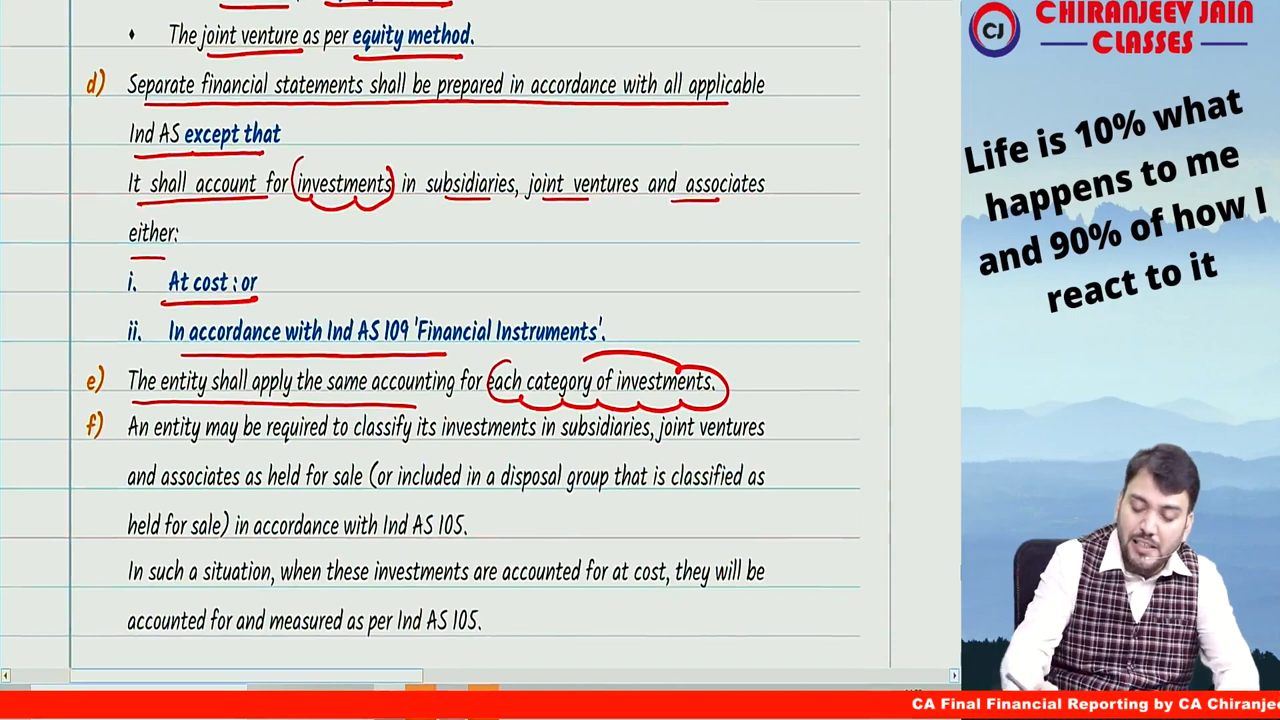 The joint venture as per equity method.
d) Separate financial statements shall be prepared in accordance with all applicable
Ind AS except that
It shall account for investments in subsidiaries, joint ventures and associates
either:
i. At cost : or
ii. In accordance with Ind AS 109 'Financial Instruments'.
e) The entity shall apply the same accounting for each category of investments.
f) An entity may be required to classify its investments in subsidiaries, joint ventures
and associates as held for sale (or included in a disposal group that is classified as
held for sale) in accordance with Ind AS 105.
In such a situation, when these investments are accounted for at cost, they will be
accounted for and measured as per Ind AS 105.
CJ
CHIRANJEEV JAIN
CLASSES
Life is 10% what
happens to me
and 90% of how I
react to it
CA Final Financial Reporting by CA Chiranje